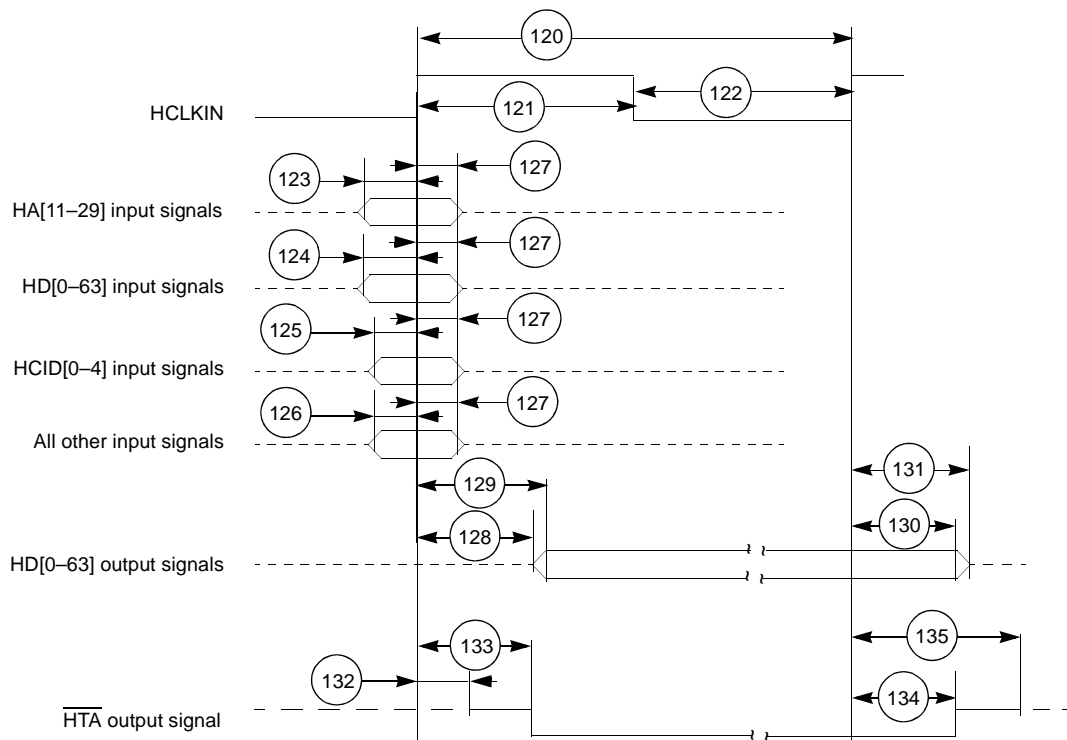 120
121
122
HCLKIN
123
127
HA[11–29] input signals
124
127
HD[0–63] input signals
125
127
HCID[0–4] input signals
126
127
All other input signals
129
131
128
130
HD[0–63] output signals
133
135
132
134
HTA output signal